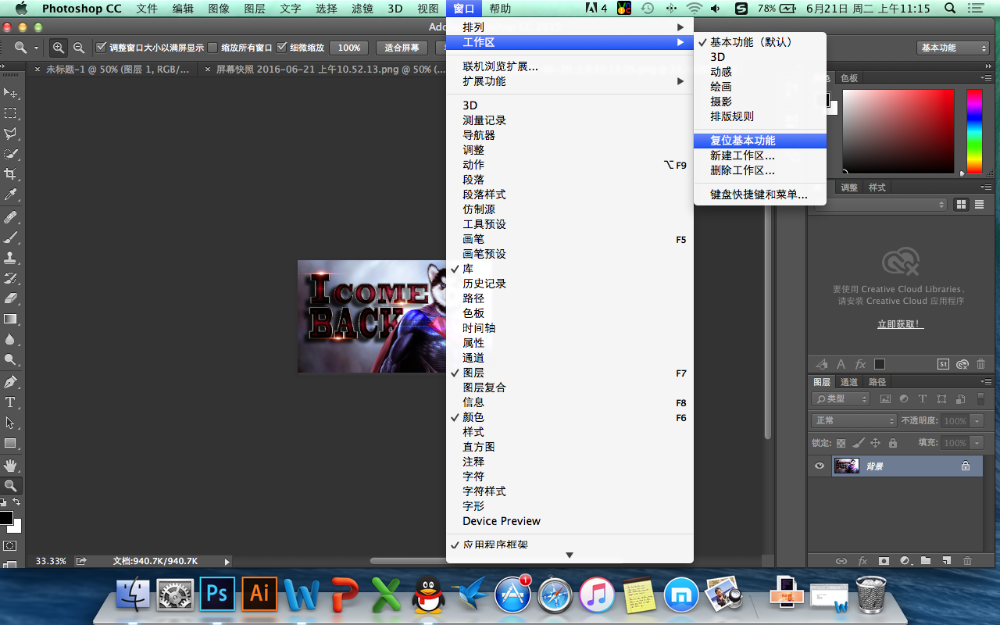 Photoshop CC 文件 编辑 图像 图层 文字 选择 滤镜 3D 视图 窗口 帮助 4 78% 6月21日 周二 上午11:15
调整窗口大小以满屏显示 缩放所有窗口 细微缩放 100% 适合屏幕 基本功能
未标题-1 @ 50% (图层 1, RGB/... 屏幕快照 2016-06-21 上午10.52.13.png @ 50% (...
排列
工作区
联机浏览扩展...
扩展功能
3D
测量记录
导航器
调整
动作 ⌥F9
段落
段落样式
仿制源
工具预设
画笔 F5
画笔预设
✓ 库
历史记录
路径
色板
时间轴
属性
通道
✓ 图层 F7
图层复合
信息 F8
✓ 颜色 F6
样式
直方图
注释
字符
字符样式
字形
Device Preview
✓ 应用程序框架
✓ 基本功能（默认）
3D
动感
绘画
摄影
排版规则
复位基本功能
新建工作区...
删除工作区...
键盘快捷键和菜单...
色板
调整 样式
要使用 Creative Cloud Libraries，
请安装 Creative Cloud 应用程序
立即获取！
St
图层 通道 路径
类型
正常 不透明度: 100%
锁定: 填充: 100%
背景
I COME
BACK
33.33% 文档:940.7K/940.7K
Ps Ai 1